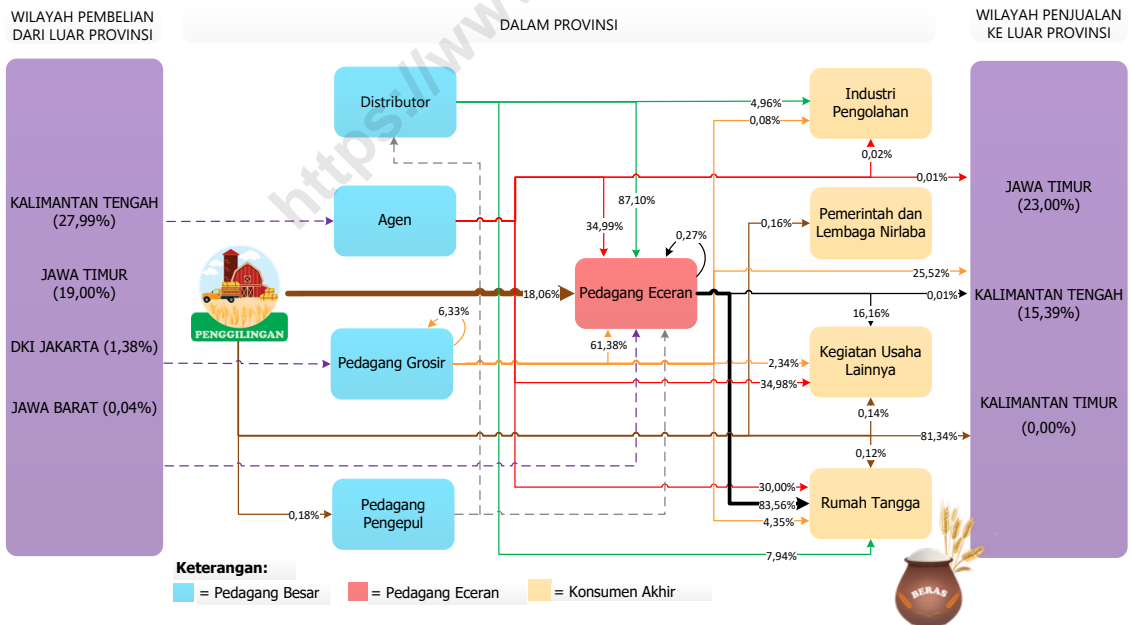 WILAYAH PEMBELIAN
DARI LUAR PROVINSI
DALAM PROVINSI
WILAYAH PENJUALAN
KE LUAR PROVINSI
https://www.
KALIMANTAN TENGAH
(27,99%)
JAWA TIMUR
(19,00%)
DKI JAKARTA (1,38%)
JAWA BARAT (0,04%)
Distributor
Agen
PENGGILINGAN
Pedagang Grosir
Pedagang
Pengepul
Pedagang Eceran
Industri
Pengolahan
Pemerintah dan
Lembaga Nirlaba
Kegiatan Usaha
Lainnya
Rumah Tangga
JAWA TIMUR
(23,00%)
KALIMANTAN TENGAH
(15,39%)
KALIMANTAN TIMUR
(0,00%)
4,96%
0,08%
0,02%
0,01%
87,10%
34,99%
0,16%
0,27%
25,52%
18,06%
0,01%
6,33%
16,16%
61,38%
2,34%
34,98%
0,14%
81,34%
0,12%
30,00%
83,56%
0,18%
4,35%
7,94%
Keterangan:
= Pedagang Besar
= Pedagang Eceran
= Konsumen Akhir
BERAS